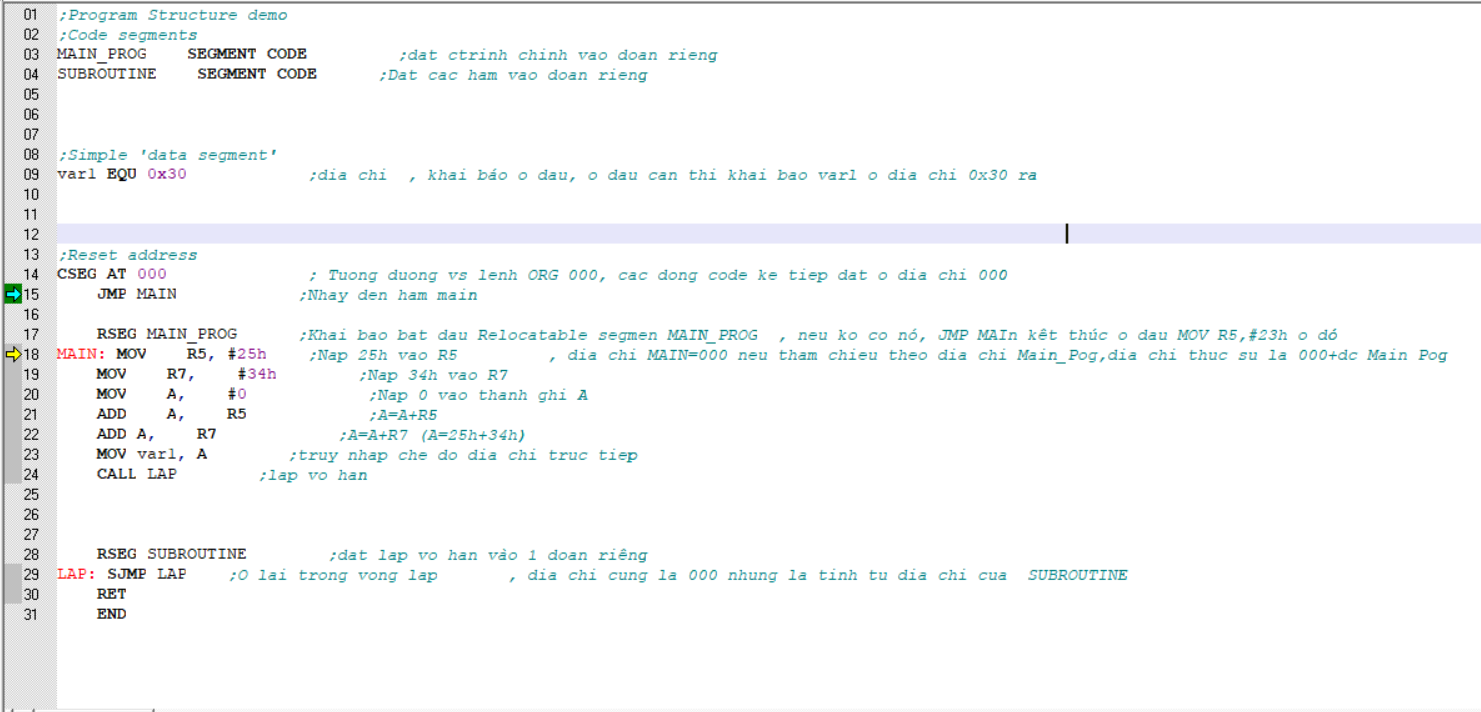 01 ;Program Structure demo
02 ;Code segments
03 MAIN_PROG SEGMENT CODE ;dat ctrinh chinh vao doan rieng
04 SUBROUTINE SEGMENT CODE ;Dat cac ham vao doan rieng
05
06
07
08 ;Simple 'data segment'
09 var1 EQU 0x30 ;dia chi , khai báo o dau, o dau can thi khai bao var1 o dia chi 0x30 ra
10
11
12
13 ;Reset address
14 CSEG AT 000 ; Tuong duong vs lenh ORG 000, cac dong code ke tiep dat o dia chi 000
15 JMP MAIN ;Nhay den ham main
16
17 RSEG MAIN_PROG ;Khai bao bat dau Relocatable segmen MAIN_PROG , neu ko co nó, JMP MAIn kêt thúc o dau MOV R5,#23h o dó
18 MAIN: MOV R5, #25h ;Nap 25h vao R5 , dia chi MAIN=000 neu tham chieu theo dia chi Main_Pog,dia chi thuc su la 000+dc Main Pog
19 MOV R7, #34h ;Nap 34h vao R7
20 MOV A, #0 ;Nap 0 vao thanh ghi A
21 ADD A, R5 ;A=A+R5
22 ADD A, R7 ;A=A+R7 (A=25h+34h)
23 MOV var1, A ;truy nhap che do dia chi truc tiep
24 CALL LAP ;lap vo han
25
26
27
28 RSEG SUBROUTINE ;dat lap vo han vào 1 doan riêng
29 LAP: SJMP LAP ;O lai trong vong lap , dia chi cung la 000 nhung la tinh tu dia chi cua SUBROUTINE
30 RET
31 END